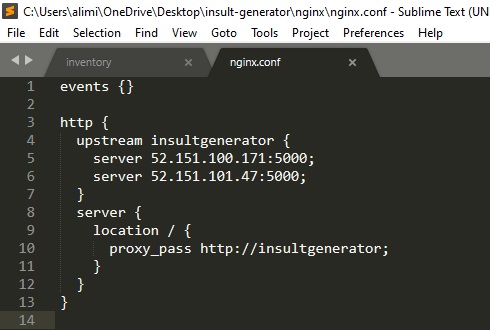 C:\Users\alimi\OneDrive\Desktop\insult-generator\nginx\nginx.conf - Sublime Text (UN
File Edit Selection Find View Goto Tools Project Preferences Help
inventory × nginx.conf ×
1 events {}
2
3 http {
4 upstream insultgenerator {
5 server 52.151.100.171:5000;
6 server 52.151.101.47:5000;
7 }
8 server {
9 location / {
10 proxy_pass http://insultgenerator;
11 }
12 }
13 }
14